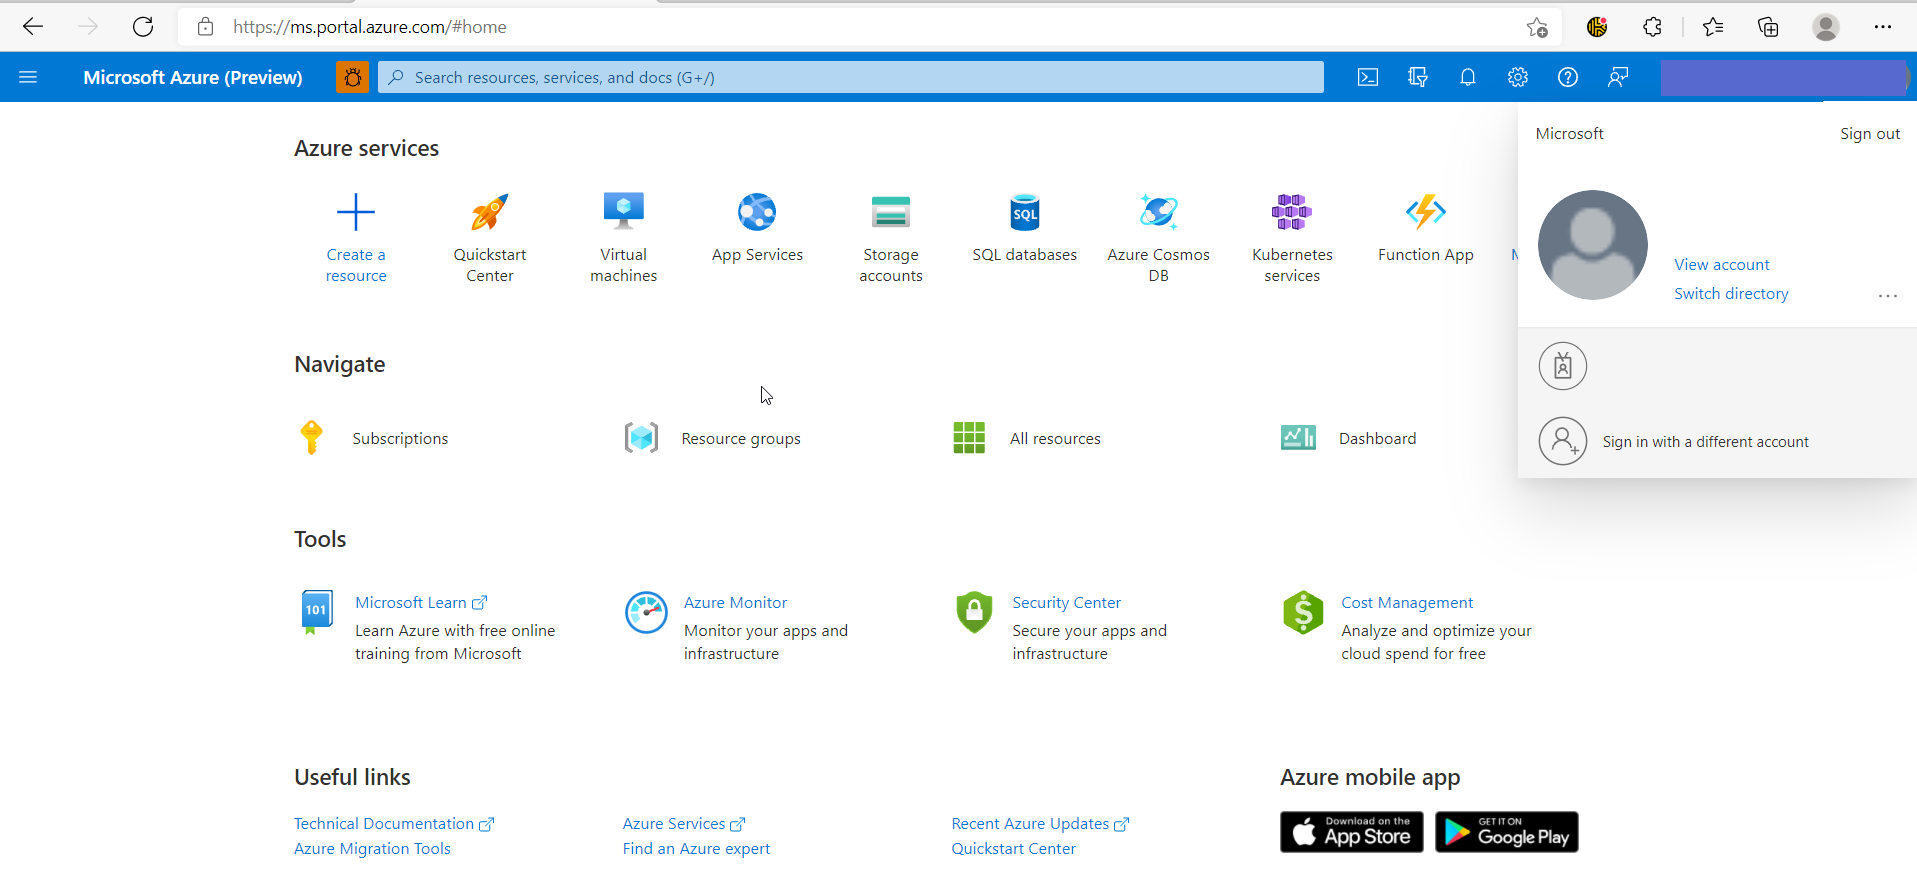 https://ms.portal.azure.com/#home
Microsoft Azure (Preview)
Search resources, services, and docs (G+/)
Microsoft
Sign out
View account
Switch directory
Sign in with a different account
Azure services
Create a
resource
Quickstart
Center
Virtual
machines
App Services
Storage
accounts
SQL
SQL databases
Azure Cosmos
DB
Kubernetes
services
Function App
Navigate
Subscriptions
Resource groups
All resources
Dashboard
Tools
101
Microsoft Learn
Learn Azure with free online
training from Microsoft
Azure Monitor
Monitor your apps and
infrastructure
Security Center
Secure your apps and
infrastructure
Cost Management
Analyze and optimize your
cloud spend for free
Useful links
Technical Documentation
Azure Services
Recent Azure Updates
Azure Migration Tools
Find an Azure expert
Quickstart Center
Azure mobile app
Download on the
App Store
GET IT ON
Google Play